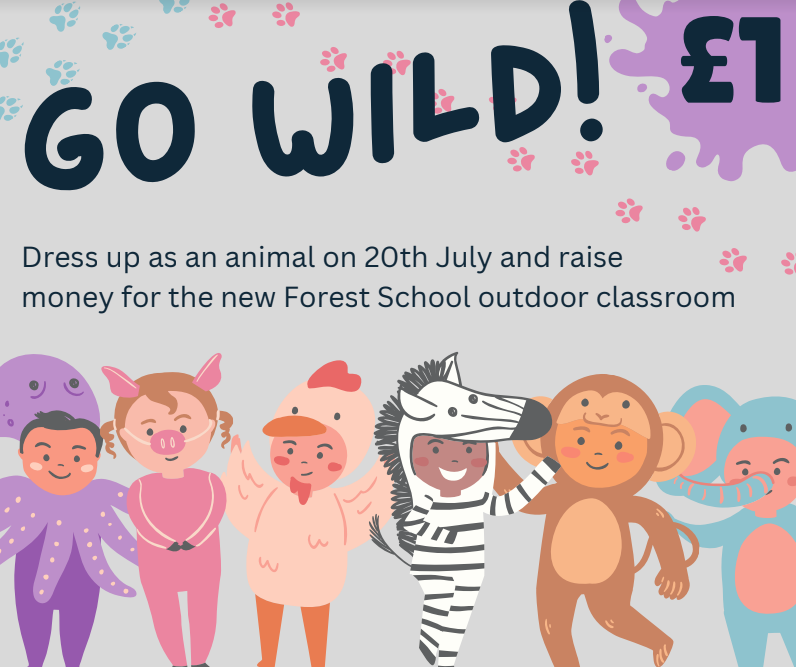 GO WILD!
£1
Dress up as an animal on 20th July and raise
money for the new Forest School outdoor classroom